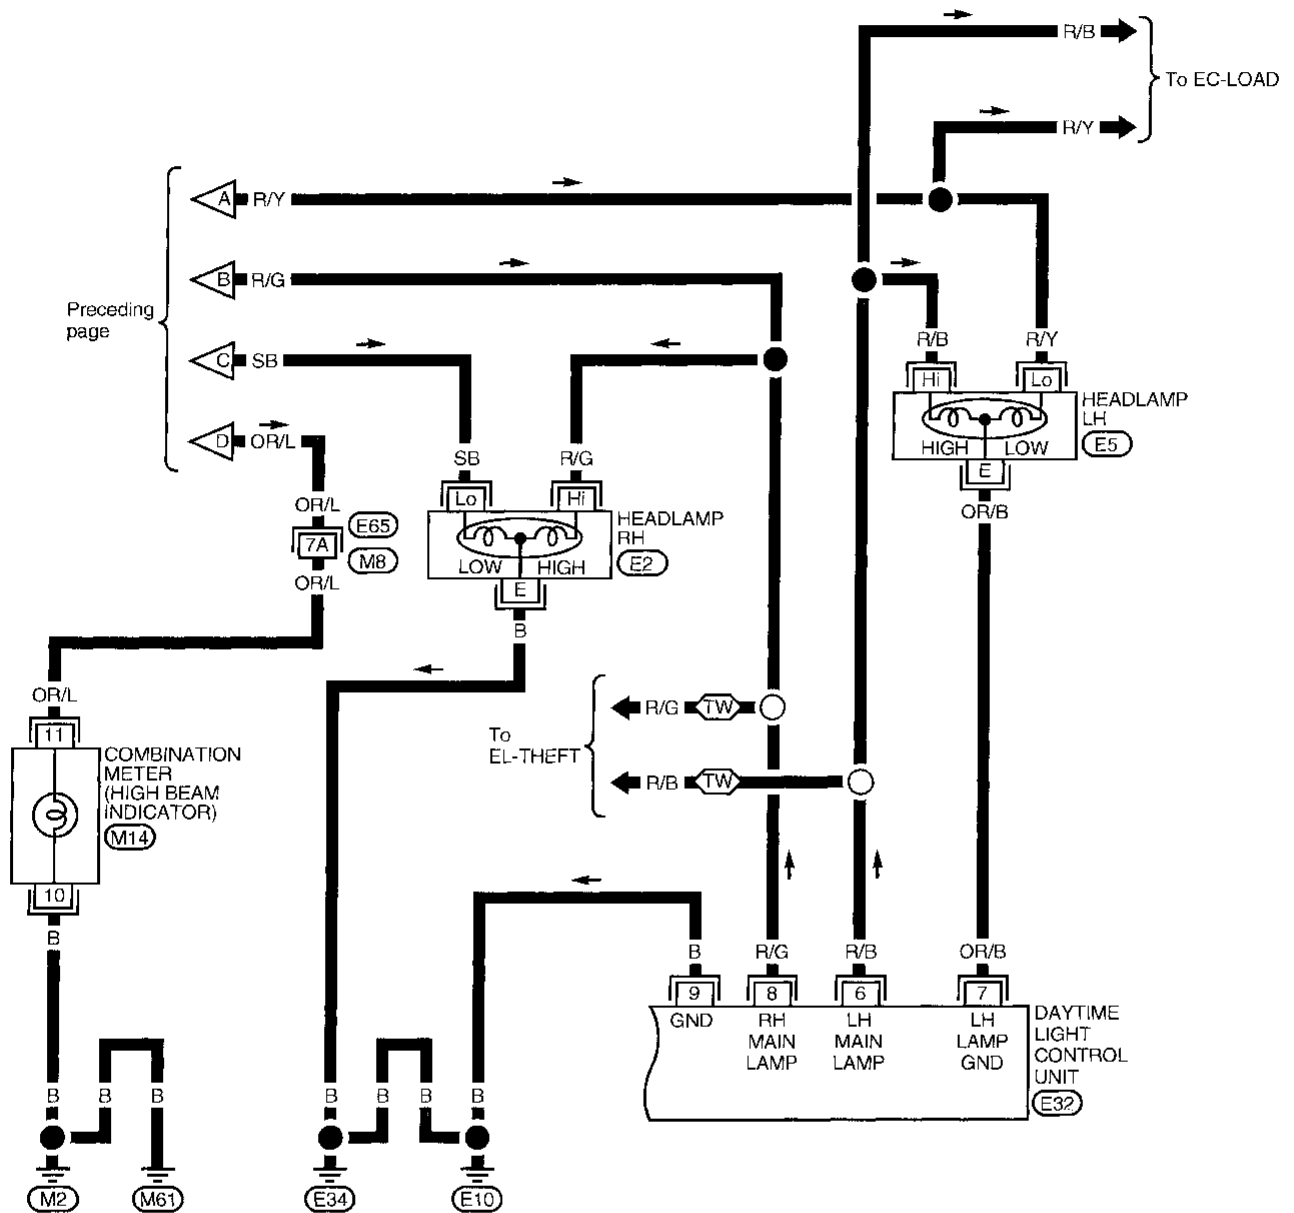 R/B
To EC-LOAD
R/Y
A R/Y
B R/G
Preceding
page
C SB
D OR/L
R/B R/Y
Hi Lo
HEADLAMP
LH
E5
HIGH LOW
E
OR/B
SB R/G
Lo Hi
HEADLAMP
RH
E2
LOW HIGH
E
B
OR/L
E65
7A
M8
OR/L
OR/L
11
COMBINATION
METER
(HIGH BEAM
INDICATOR)
M14
10
B
To
EL-THEFT
R/G TW
R/B TW
B R/G R/B OR/B
9 8 6 7
GND
RH
MAIN
LAMP
LH
MAIN
LAMP
LH
LAMP
GND
DAYTIME
LIGHT
CONTROL
UNIT
E32
B B B B B B B
M2 M61 E34 E10